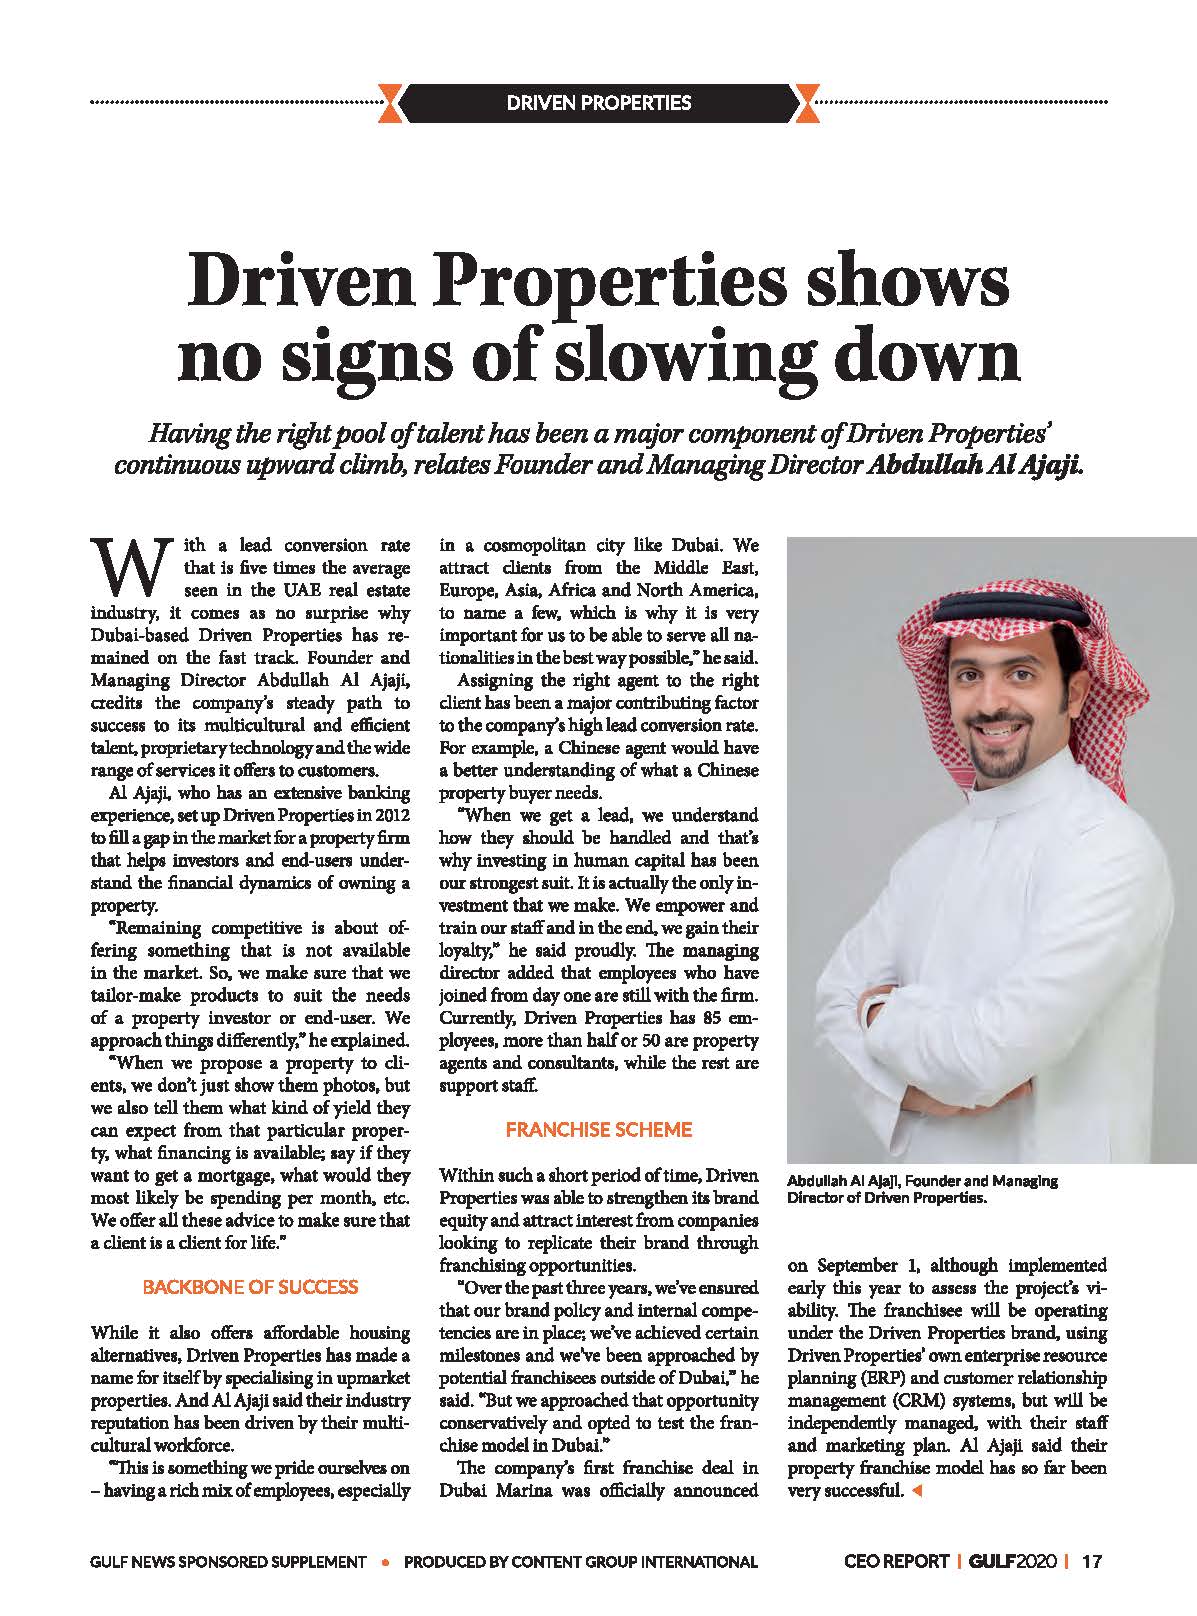 DRIVEN PROPERTIES
Driven Properties shows
no signs of slowing down
Having the right pool of talent has been a major component of Driven Properties’
continuous upward climb, relates Founder and Managing Director Abdullah Al Ajaji.
With a lead conversion rate
that is five times the average
seen in the UAE real estate
industry, it comes as no surprise why
Dubai-based Driven Properties has re-
mained on the fast track. Founder and
Managing Director Abdullah Al Ajaji,
credits the company’s steady path to
success to its multicultural and efficient
talent, proprietary technology and the wide
range of services it offers to customers.
Al Ajaji, who has an extensive banking
experience, set up Driven Properties in 2012
to fill a gap in the market for a property firm
that helps investors and end-users under-
stand the financial dynamics of owning a
property.
“Remaining competitive is about of-
fering something that is not available
in the market. So, we make sure that we
tailor-make products to suit the needs
of a property investor or end-user. We
approach things differently,” he explained.
“When we propose a property to cli-
ents, we don’t just show them photos, but
we also tell them what kind of yield they
can expect from that particular proper-
ty, what financing is available; say if they
want to get a mortgage, what would they
most likely be spending per month, etc.
We offer all these advice to make sure that
a client is a client for life.”
BACKBONE OF SUCCESS
While it also offers affordable housing
alternatives, Driven Properties has made a
name for itself by specialising in upmarket
properties. And Al Ajaji said their industry
reputation has been driven by their multi-
cultural workforce.
“This is something we pride ourselves on
– having a rich mix of employees, especially
in a cosmopolitan city like Dubai. We
attract clients from the Middle East,
Europe, Asia, Africa and North America,
to name a few, which is why it is very
important for us to be able to serve all na-
tionalities in the best way possible,” he said.
Assigning the right agent to the right
client has been a major contributing factor
to the company’s high lead conversion rate.
For example, a Chinese agent would have
a better understanding of what a Chinese
property buyer needs.
“When we get a lead, we understand
how they should be handled and that’s
why investing in human capital has been
our strongest suit. It is actually the only in-
vestment that we make. We empower and
train our staff and in the end, we gain their
loyalty,” he said proudly. The managing
director added that employees who have
joined from day one are still with the firm.
Currently, Driven Properties has 85 em-
ployees, more than half or 50 are property
agents and consultants, while the rest are
support staff.
FRANCHISE SCHEME
Within such a short period of time, Driven
Properties was able to strengthen its brand
equity and attract interest from companies
looking to replicate their brand through
franchising opportunities.
“Over the past three years, we’ve ensured
that our brand policy and internal compe-
tencies are in place; we’ve achieved certain
milestones and we’ve been approached by
potential franchisees outside of Dubai,” he
said. “But we approached that opportunity
conservatively and opted to test the fran-
chise model in Dubai.”
The company’s first franchise deal in
Dubai Marina was officially announced
Abdullah Al Ajaji, Founder and Managing
Director of Driven Properties.
on September 1, although implemented
early this year to assess the project’s vi-
ability. The franchisee will be operating
under the Driven Properties brand, using
Driven Properties’ own enterprise resource
planning (ERP) and customer relationship
management (CRM) systems, but will be
independently managed, with their staff
and marketing plan. Al Ajaji said their
property franchise model has so far been
very successful.
GULF NEWS SPONSORED SUPPLEMENT • PRODUCED BY CONTENT GROUP INTERNATIONAL
CEO REPORT | GULF2020 | 17